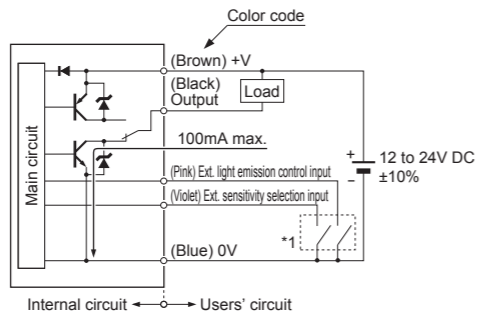 Color code
(Brown) +V
(Black)
Output
Load
100mA max.
Main circuit
+
12 to 24V DC
−
±10%
(Pink) Ext. light emission control input
(Violet) Ext. sensitivity selection input
*1
(Blue) 0V
Internal circuit
Users' circuit